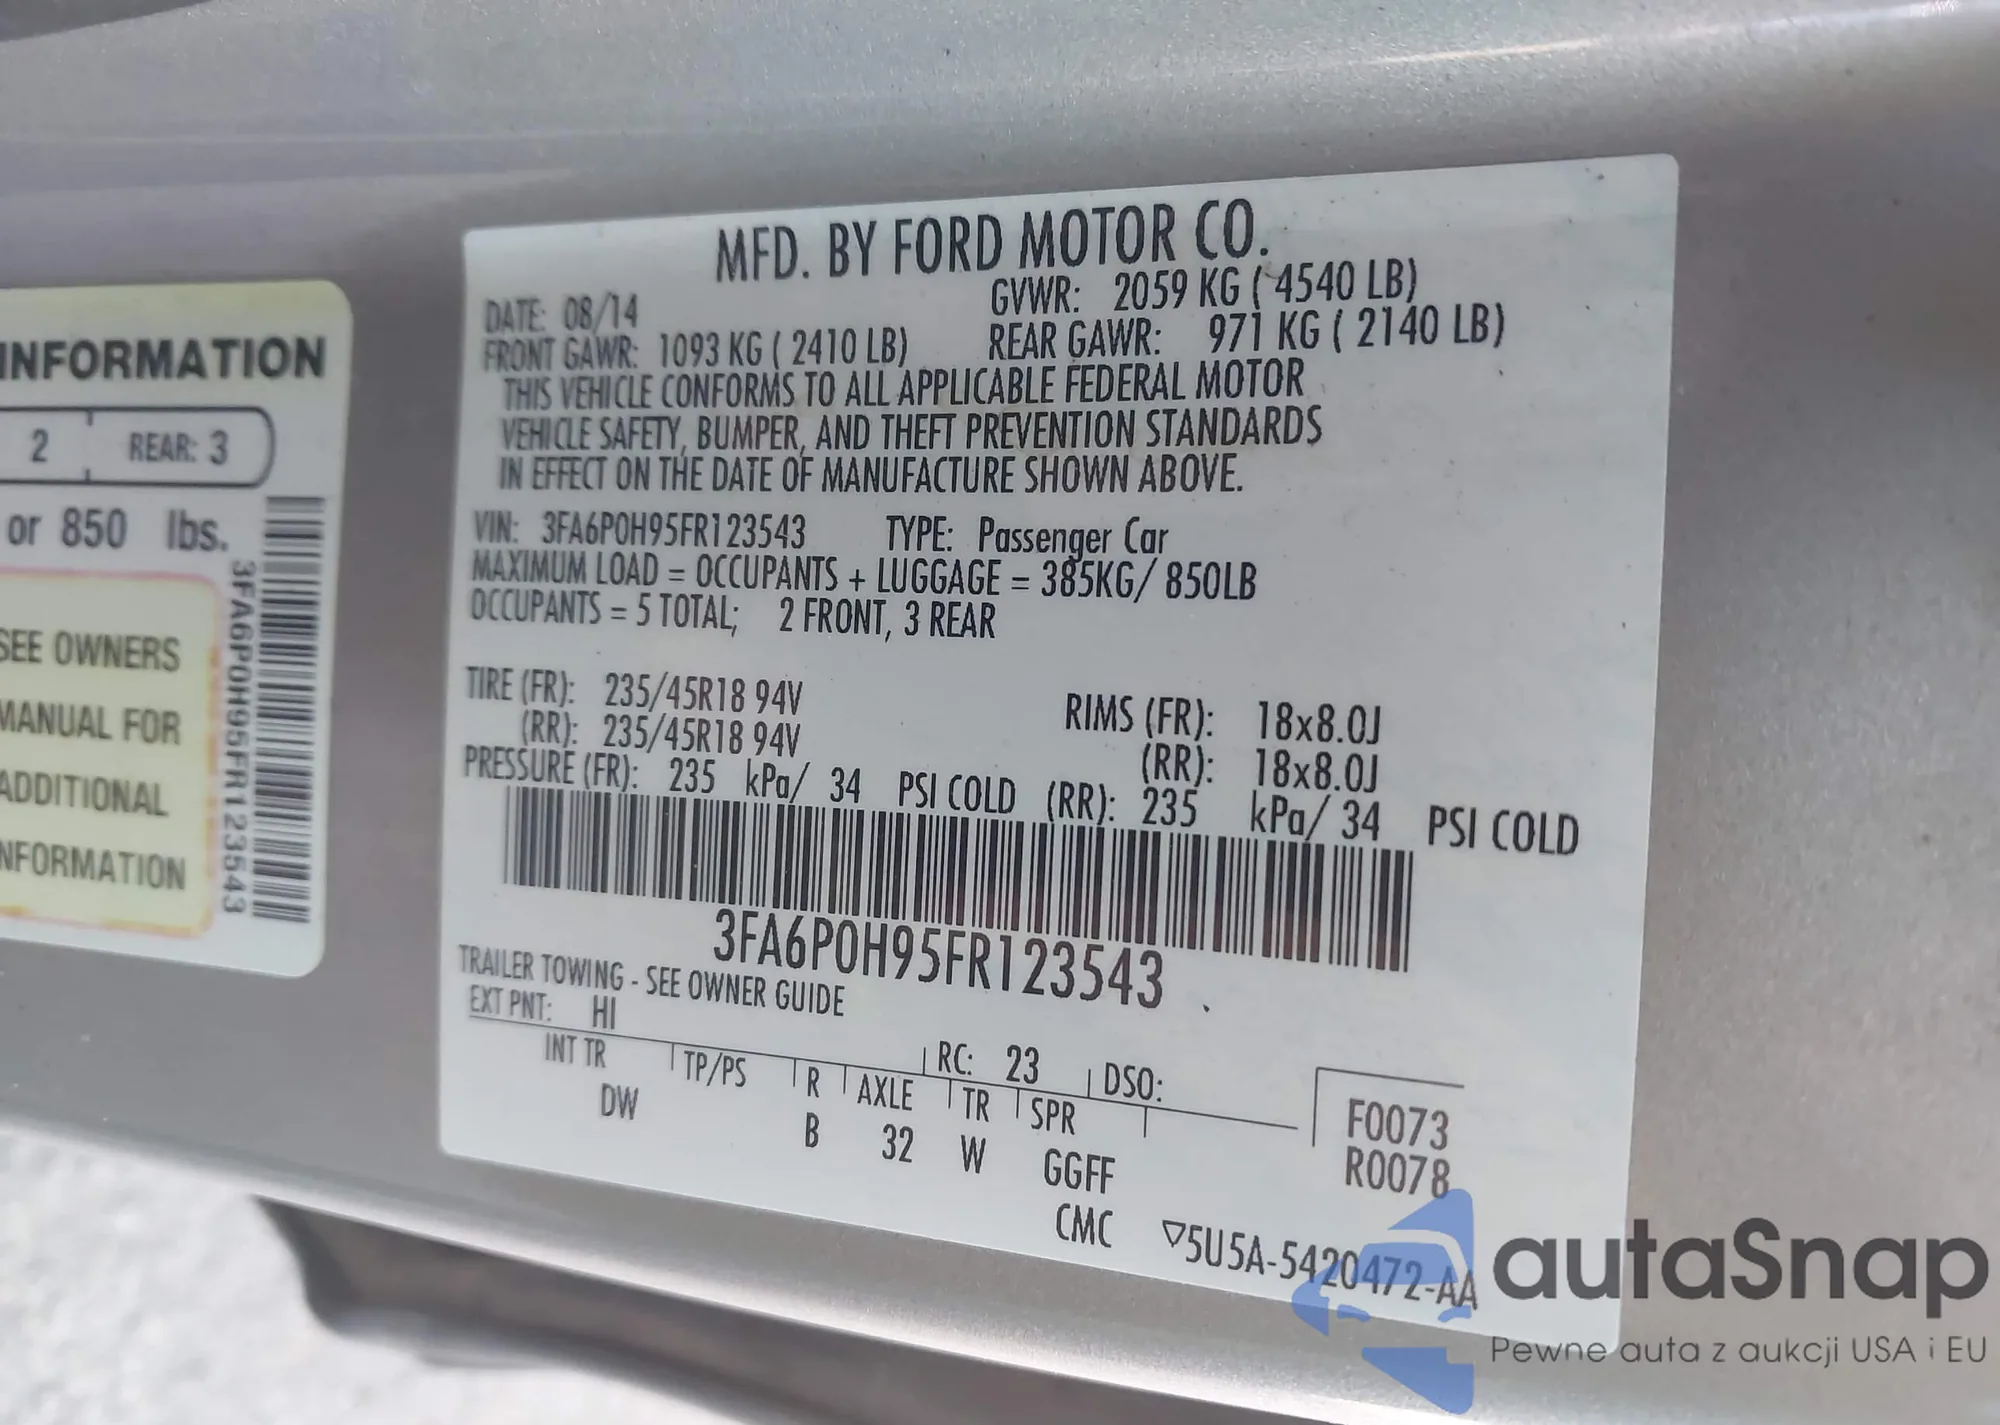 INFORMATION
2 REAR: 3
or 850 lbs.
SEE OWNERS
MANUAL FOR
ADDITIONAL
INFORMATION
3FA6P0H95FR123543
MFD. BY FORD MOTOR CO.
DATE: 08/14 GVWR: 2059 KG ( 4540 LB)
FRONT GAWR: 1093 KG ( 2410 LB) REAR GAWR: 971 KG ( 2140 LB)
THIS VEHICLE CONFORMS TO ALL APPLICABLE FEDERAL MOTOR
VEHICLE SAFETY, BUMPER, AND THEFT PREVENTION STANDARDS
IN EFFECT ON THE DATE OF MANUFACTURE SHOWN ABOVE.
VIN: 3FA6P0H95FR123543 TYPE: Passenger Car
MAXIMUM LOAD = OCCUPANTS + LUGGAGE = 385KG/ 850LB
OCCUPANTS = 5 TOTAL; 2 FRONT, 3 REAR
TIRE (FR): 235/45R18 94V RIMS (FR): 18x8.0J
(RR): 235/45R18 94V (RR): 18x8.0J
PRESSURE (FR): 235 kPa/ 34 PSI COLD (RR): 235 kPa/ 34 PSI COLD
3FA6P0H95FR123543
TRAILER TOWING - SEE OWNER GUIDE
EXT PNT: HI RC: 23 DSO:
INT TR TP/PS R AXLE TR SPR F0073
DW B 32 W GGFF R0078
CMC ▽5U5A-5420472-AA
autaSnap
Pewne auta z aukcji USA i EU